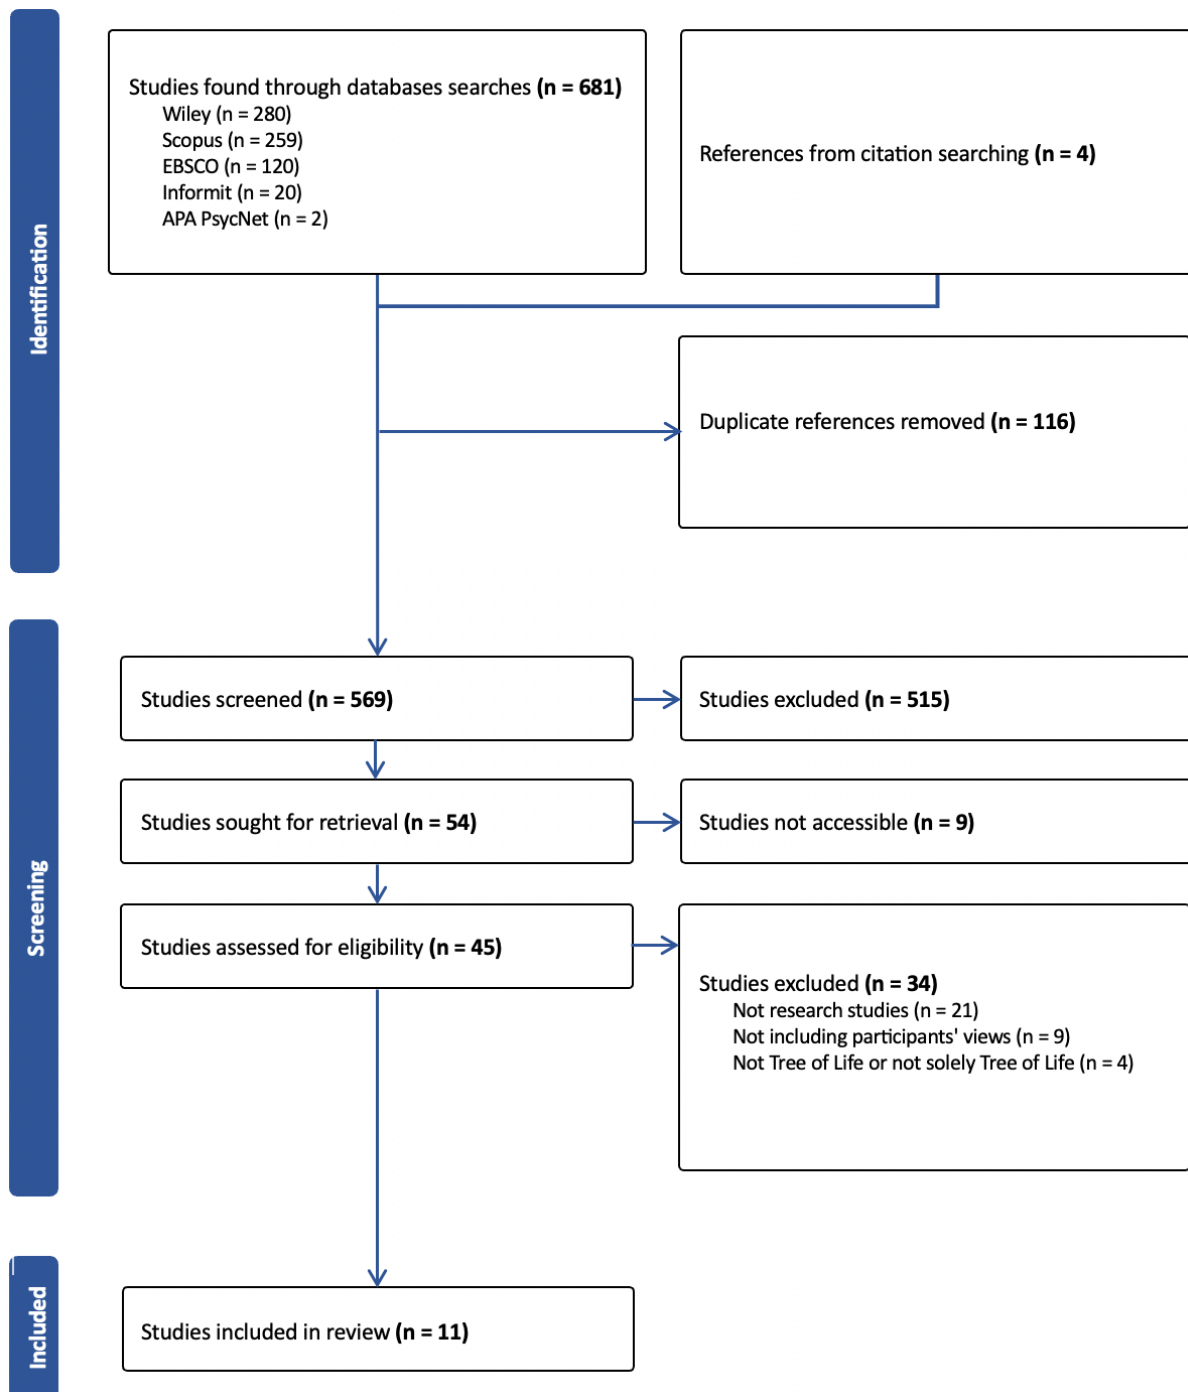 Identification
Studies found through databases searches (n = 681)
Wiley (n = 280)
Scopus (n = 259)
EBSCO (n = 120)
Informit (n = 20)
APA PsycNet (n = 2)
References from citation searching (n = 4)
Duplicate references removed (n = 116)
Screening
Studies screened (n = 569)
Studies excluded (n = 515)
Studies sought for retrieval (n = 54)
Studies not accessible (n = 9)
Studies assessed for eligibility (n = 45)
Studies excluded (n = 34)
Not research studies (n = 21)
Not including participants' views (n = 9)
Not Tree of Life or not solely Tree of Life (n = 4)
Included
Studies included in review (n = 11)